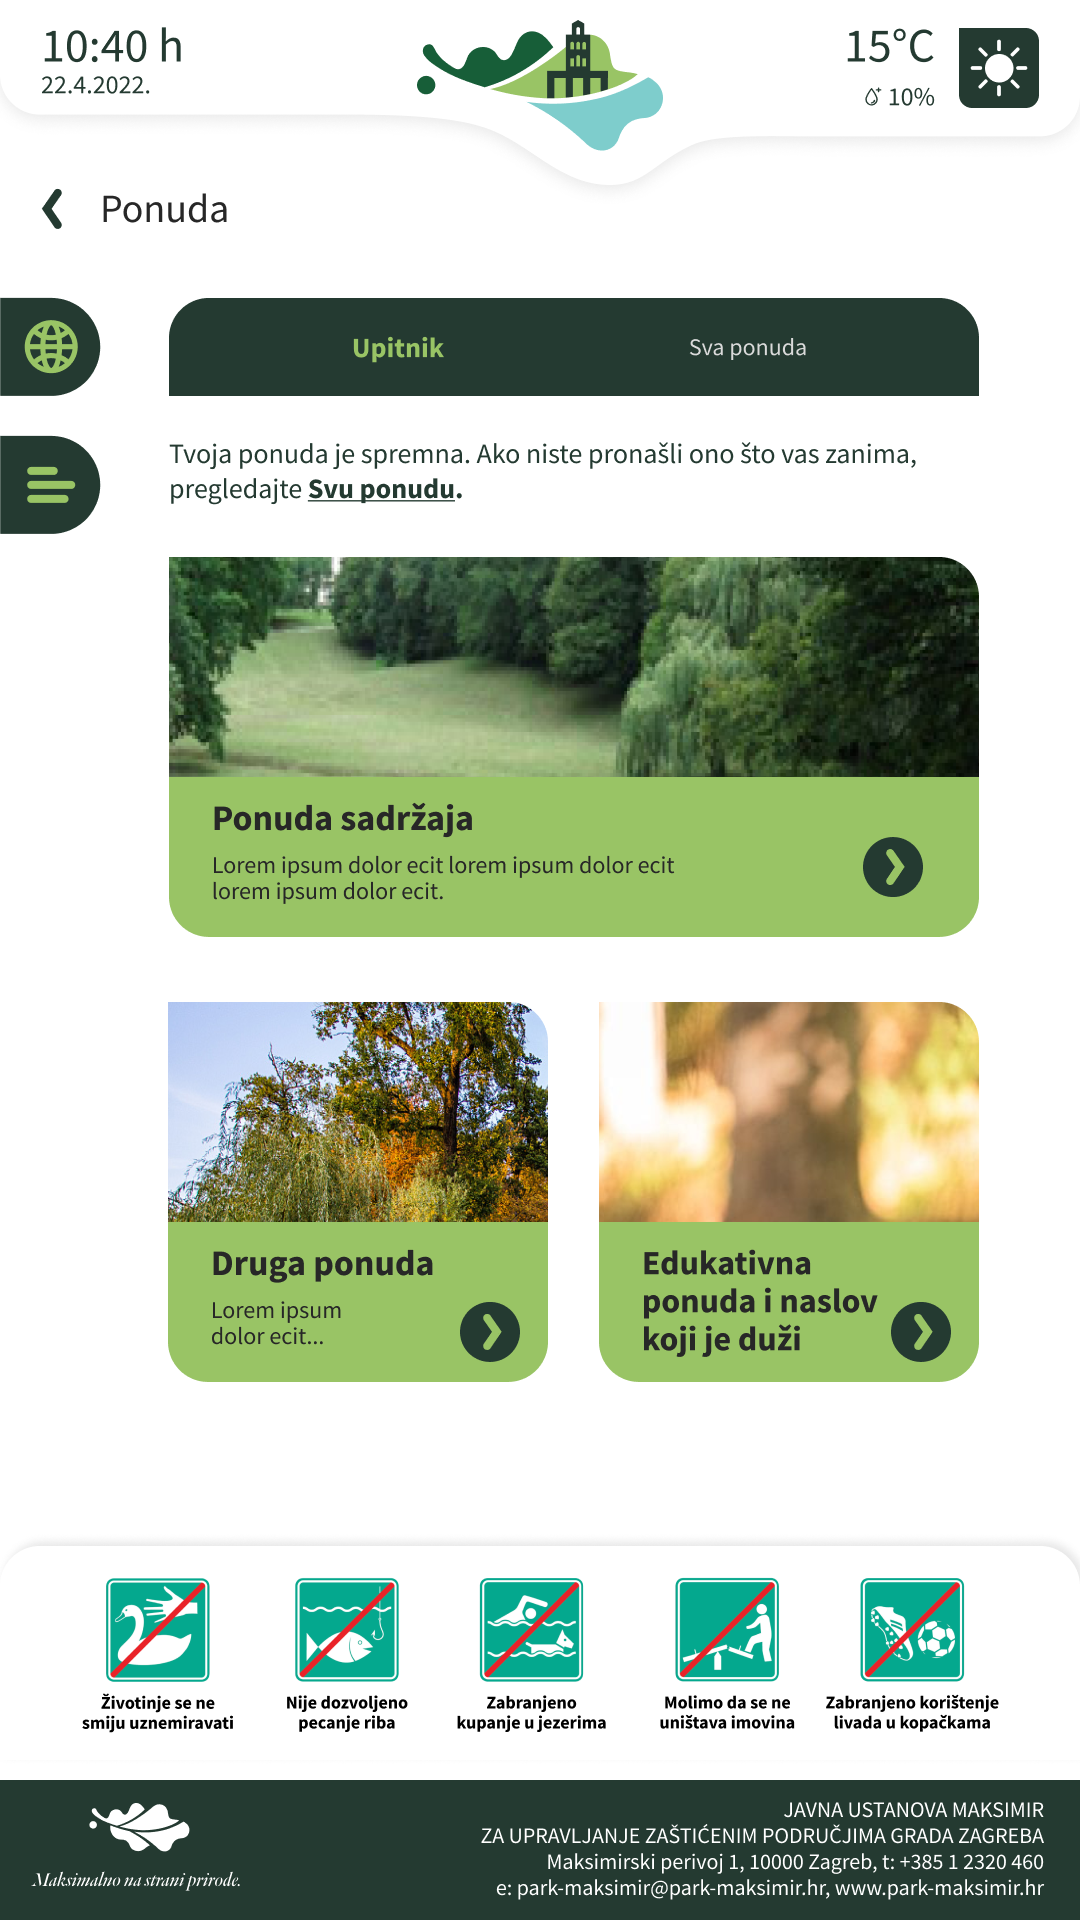 10:40 h
22.4.2022.
15°C
10%
Ponuda
Upitnik
Sva ponuda
Tvoja ponuda je spremna. Ako niste pronašli ono što vas zanima,
pregledajte Svu ponudu.
Ponuda sadržaja
Lorem ipsum dolor ecit lorem ipsum dolor ecit
lorem ipsum dolor ecit.
Druga ponuda
Lorem ipsum
dolor ecit...
Edukativna
ponuda i naslov
koji je duži
Životinje se ne
smiju uznemiravati
Nije dozvoljeno
pecanje riba
Zabranjeno
kupanje u jezerima
Molimo da se ne
uništava imovina
Zabranjeno korištenje
livada u kopačkama
Maksimalno na strani prirode.
JAVNA USTANOVA MAKSIMIR
ZA UPRAVLJANJE ZAŠTIĆENIM PODRUČJIMA GRADA ZAGREBA
Maksimirski perivoj 1, 10000 Zagreb, t: +385 1 2320 460
e: park-maksimir@park-maksimir.hr, www.park-maksimir.hr